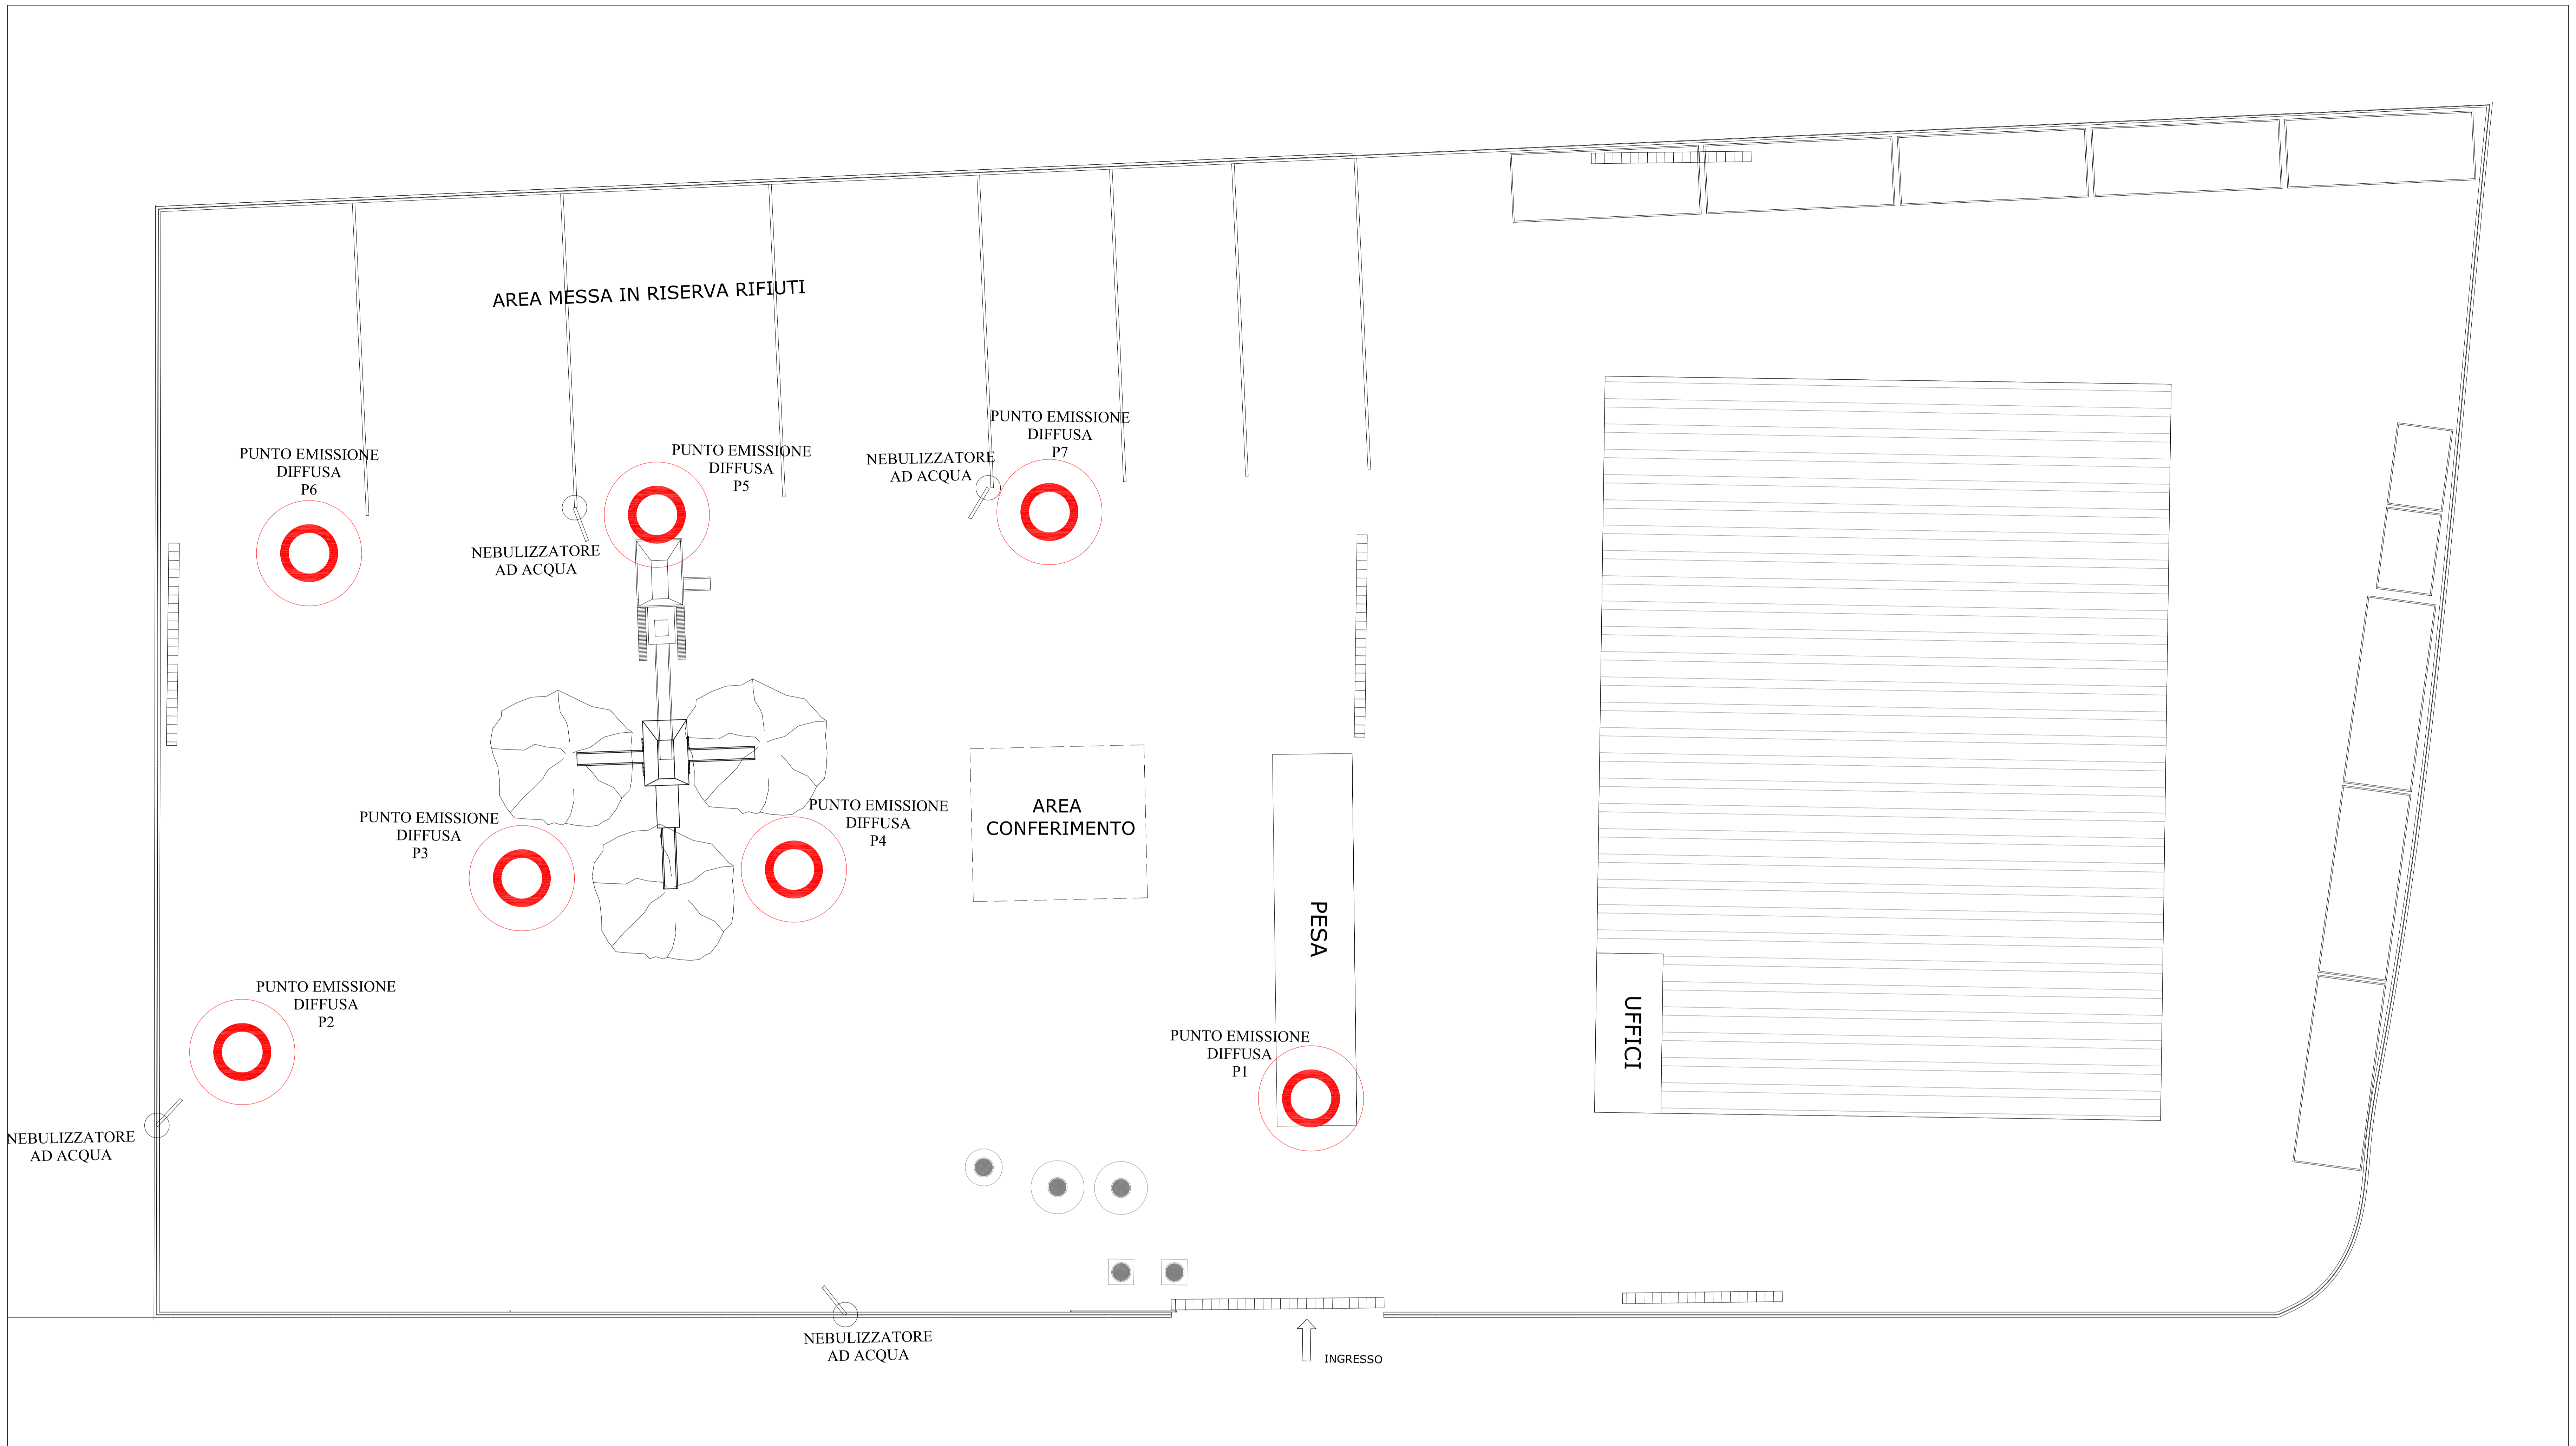 AREA MESSA IN RISERVA RIFIUTI
PUNTO EMISSIONE
DIFFUSA
P7
PUNTO EMISSIONE
DIFFUSA
P6
PUNTO EMISSIONE
DIFFUSA
P5
NEBULIZZATORE
AD ACQUA
NEBULIZZATORE
AD ACQUA
PUNTO EMISSIONE
DIFFUSA
P3
PUNTO EMISSIONE
DIFFUSA
P4
AREA
CONFERIMENTO
PESA
PUNTO EMISSIONE
DIFFUSA
P2
PUNTO EMISSIONE
DIFFUSA
P1
UFFICI
NEBULIZZATORE
AD ACQUA
NEBULIZZATORE
AD ACQUA
INGRESSO